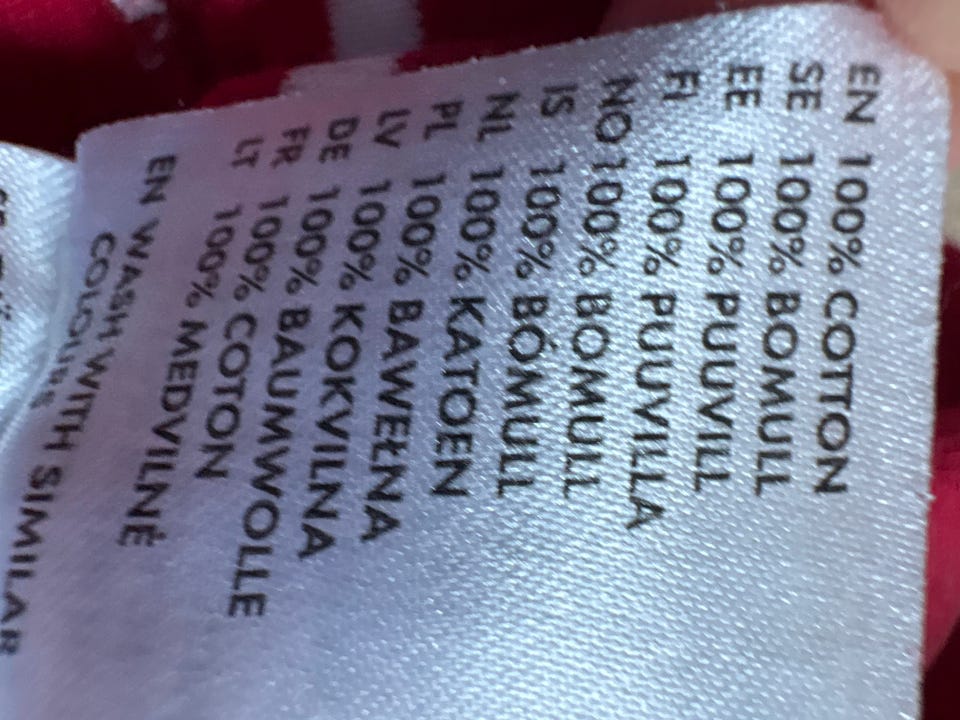 EN 100% COTTON
SE 100% BOMULL
EE 100% PUUVILL
FI 100% PUUVILLA
NO 100% BOMULL
IS 100% BÓMULL
NL 100% KATOEN
PL 100% BAWEŁNA
LV 100% KOKVILNA
DE 100% BAUMWOLLE
FR 100% COTON
LT 100% MEDVILNĖ
EN WASH WITH SIMILAR
COLOURS